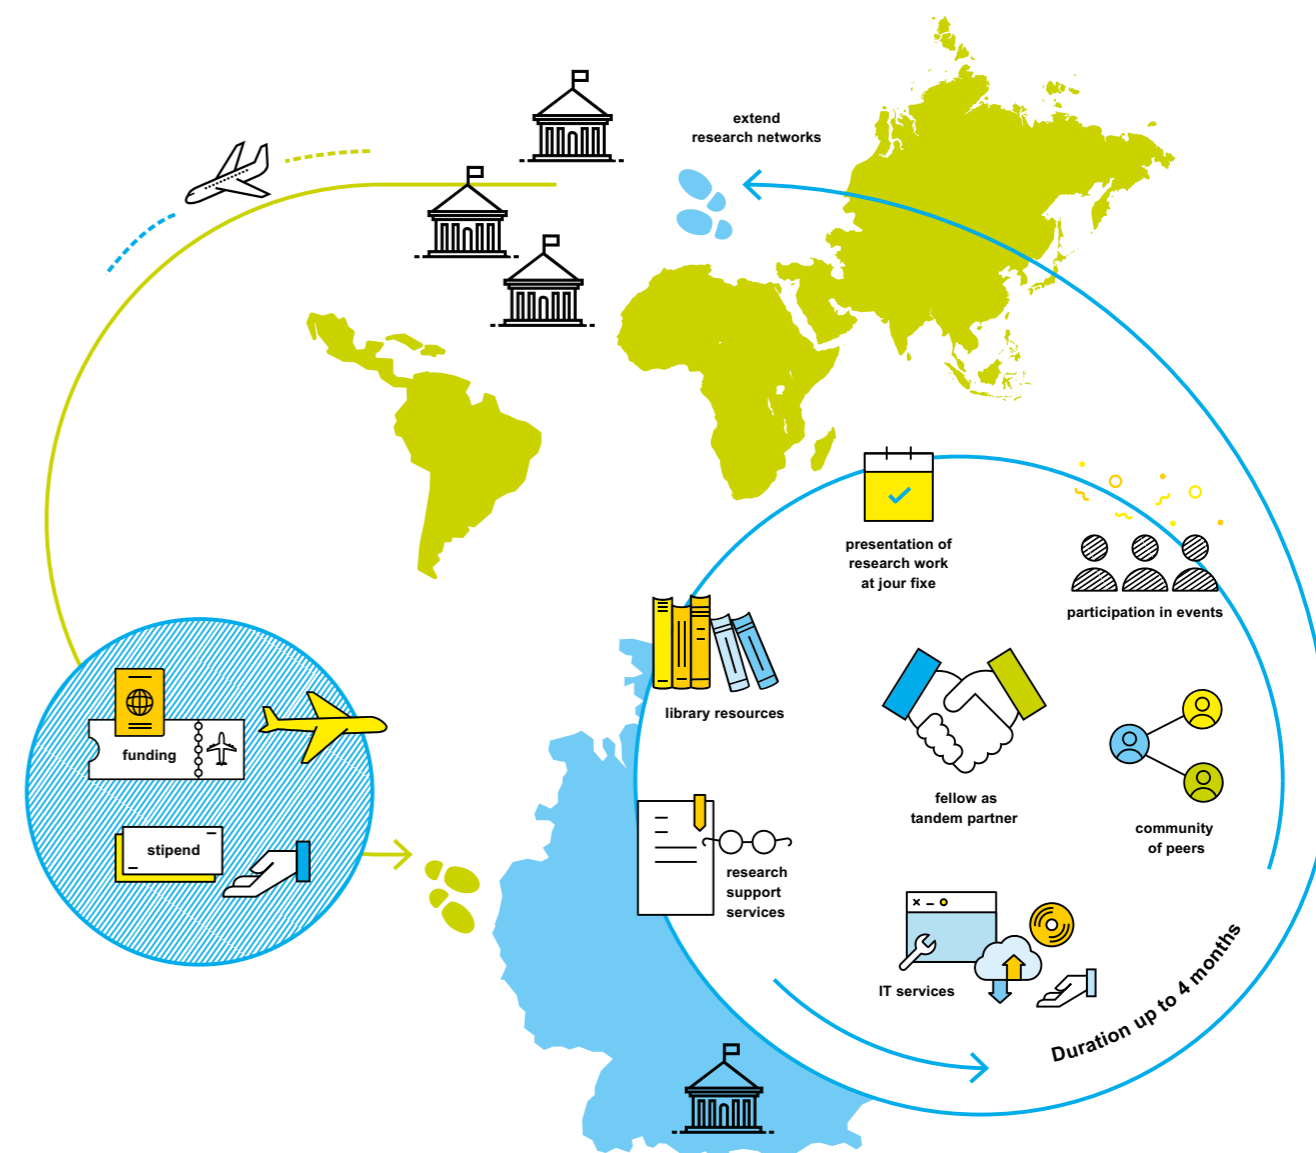 extend
research networks
presentation of
research work
at jour fixe
participation in events
library resources
funding
fellow as
tandem partner
community
of peers
stipend
research
support
services
IT services
Duration up to 4 months